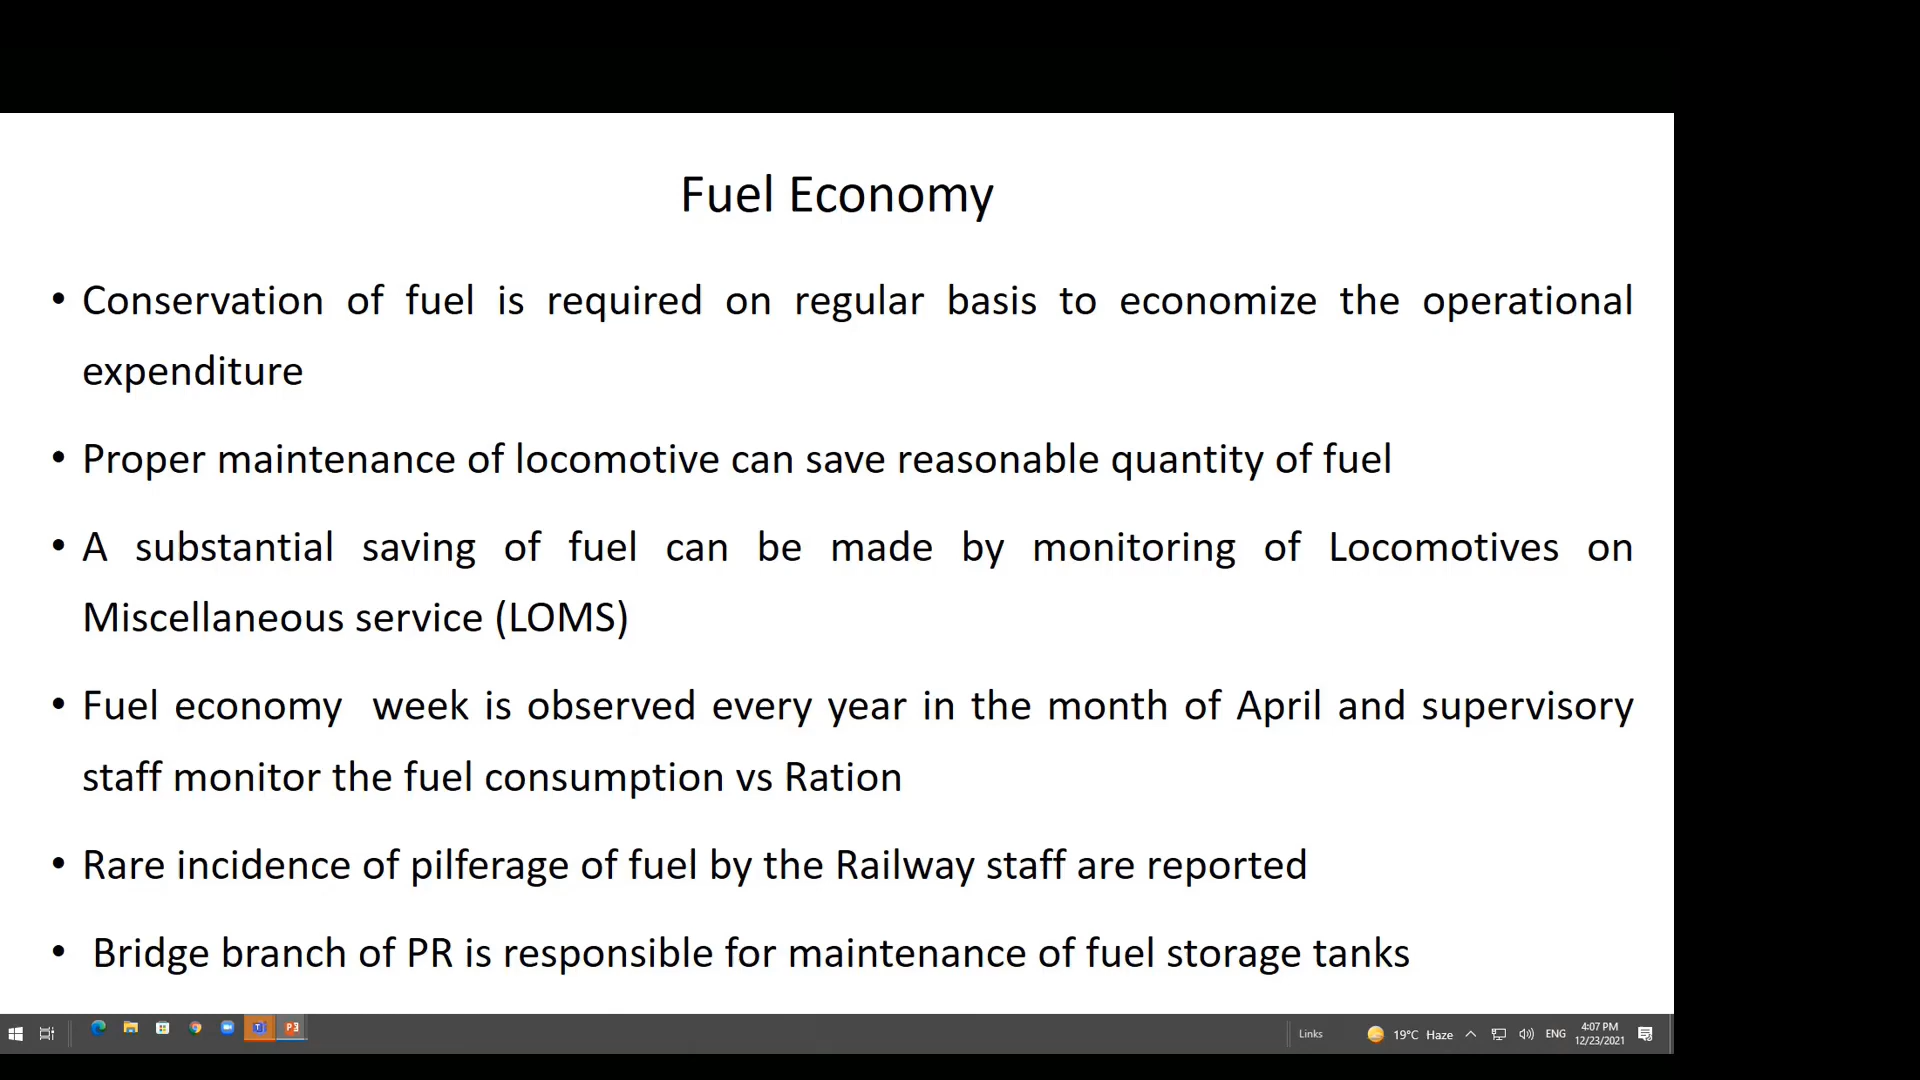 Fuel Economy
• Conservation of fuel is required on regular basis to economize the operational
expenditure
• Proper maintenance of locomotive can save reasonable quantity of fuel
• A substantial saving of fuel can be made by monitoring of Locomotives on
Miscellaneous service (LOMS)
• Fuel economy  week is observed every year in the month of April and supervisory
staff monitor the fuel consumption vs Ration
• Rare incidence of pilferage of fuel by the Railway staff are reported
• Bridge branch of PR is responsible for maintenance of fuel storage tanks
Links 19°C Haze ENG 4:07 PM
12/23/2021